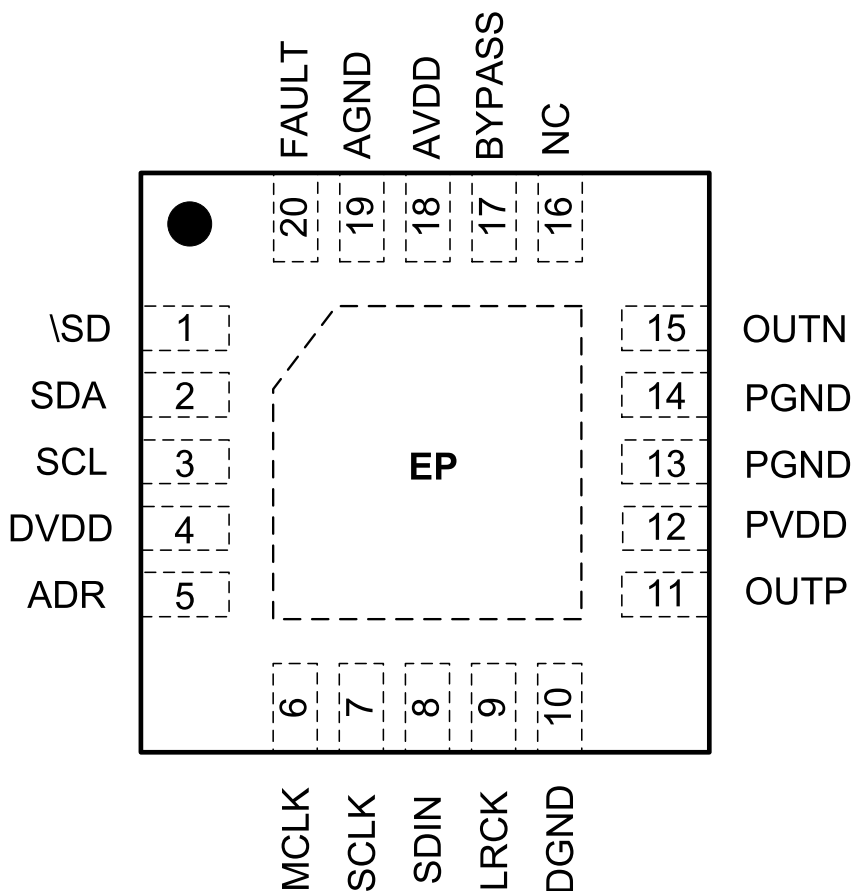 FAULT AGND AVDD BYPASS NC
20 19 18 17 16
\SD 1 15 OUTN
SDA 2 14 PGND
SCL 3 EP 13 PGND
DVDD 4 12 PVDD
ADR 5 11 OUTP
6 7 8 9 10
MCLK SCLK SDIN LRCK DGND